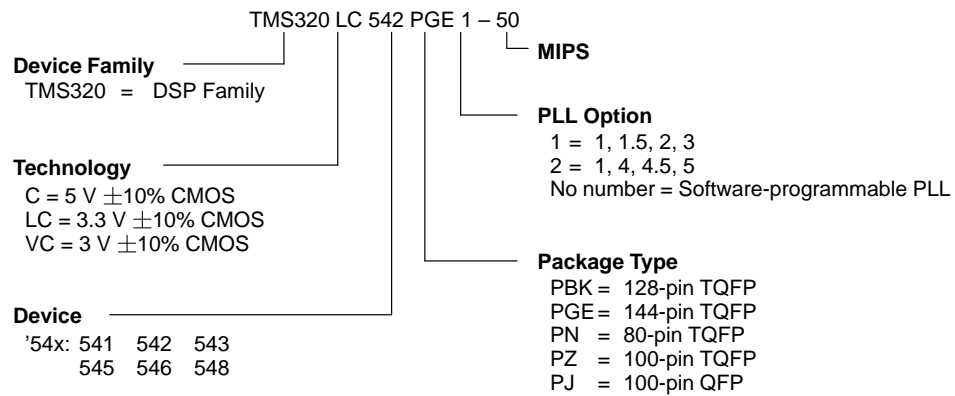 TMS320 LC 542 PGE 1 – 50
MIPS
Device Family
TMS320 = DSP Family
PLL Option
1 = 1, 1.5, 2, 3
2 = 1, 4, 4.5, 5
No number = Software-programmable PLL
Technology
C = 5 V ±10% CMOS
LC = 3.3 V ±10% CMOS
VC = 3 V ±10% CMOS
Package Type
PBK = 128-pin TQFP
PGE = 144-pin TQFP
PN = 80-pin TQFP
PZ = 100-pin TQFP
PJ = 100-pin QFP
Device
’54x: 541 542 543
545 546 548